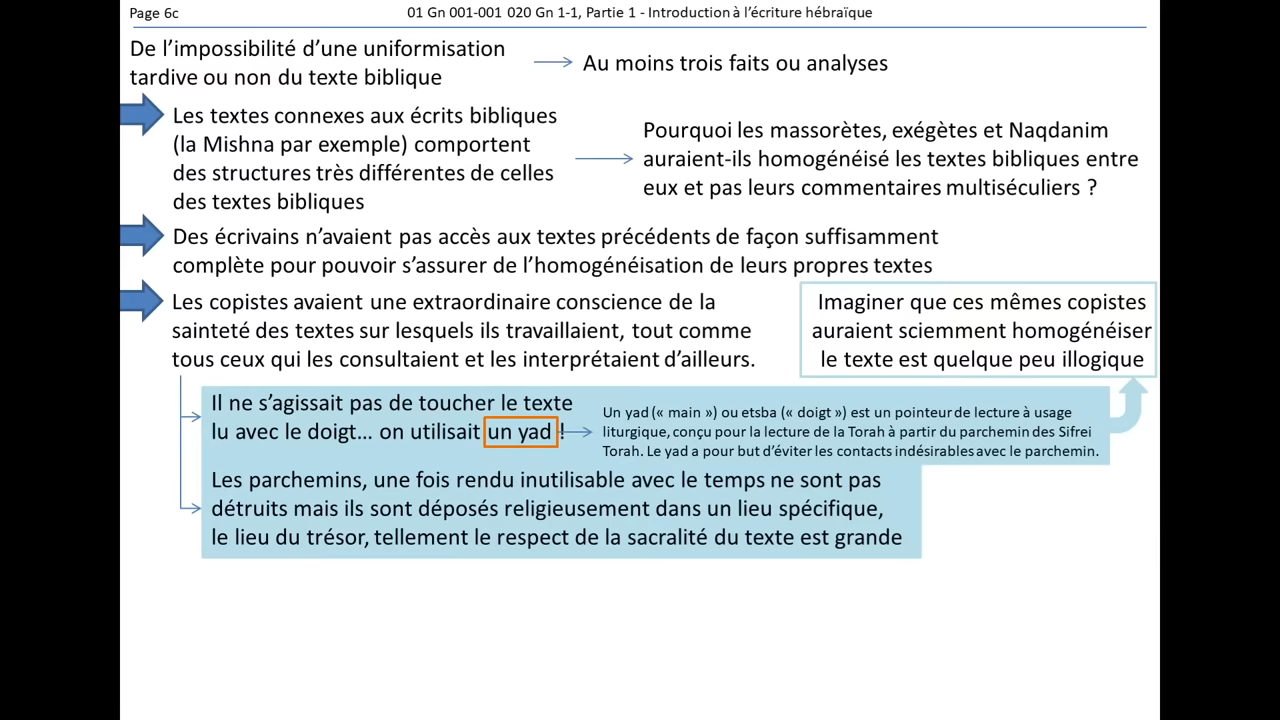 Page 6c
01 Gn 001-001 020 Gn 1-1, Partie 1 - Introduction à l’écriture hébraïque
De l’impossibilité d’une uniformisation
tardive ou non du texte biblique
Au moins trois faits ou analyses
Les textes connexes aux écrits bibliques
(la Mishna par exemple) comportent
des structures très différentes de celles
des textes bibliques
Pourquoi les massorètes, exégètes et Naqdanim
auraient-ils homogénéisé les textes bibliques entre
eux et pas leurs commentaires multiséculiers ?
Des écrivains n’avaient pas accès aux textes précédents de façon suffisamment
complète pour pouvoir s’assurer de l’homogénéisation de leurs propres textes
Les copistes avaient une extraordinaire conscience de la
sainteté des textes sur lesquels ils travaillaient, tout comme
tous ceux qui les consultaient et les interprétaient d’ailleurs.
Imaginer que ces mêmes copistes
auraient sciemment homogénéiser
le texte est quelque peu illogique
Il ne s’agissait pas de toucher le texte
lu avec le doigt… on utilisait un yad !
Un yad (« main ») ou etsba (« doigt ») est un pointeur de lecture à usage
liturgique, conçu pour la lecture de la Torah à partir du parchemin des Sifrei
Torah. Le yad a pour but d’éviter les contacts indésirables avec le parchemin.
Les parchemins, une fois rendu inutilisable avec le temps ne sont pas
détruits mais ils sont déposés religieusement dans un lieu spécifique,
le lieu du trésor, tellement le respect de la sacralité du texte est grande